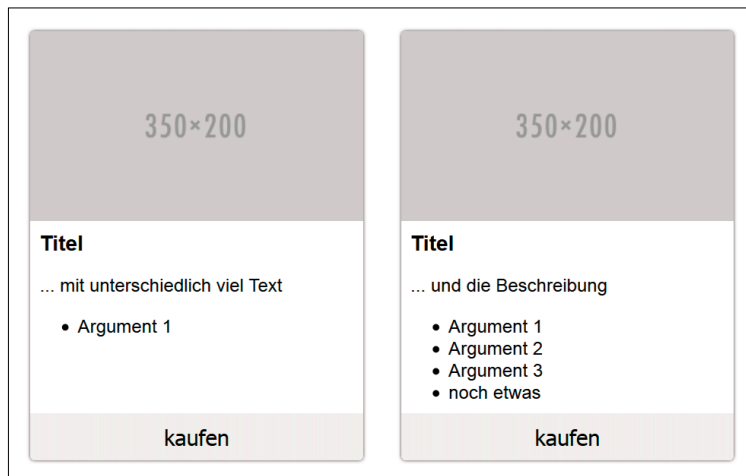 350×200
Titel
... mit unterschiedlich viel Text
• Argument 1
kaufen
350×200
Titel
... und die Beschreibung
• Argument 1
• Argument 2
• Argument 3
• noch etwas
kaufen